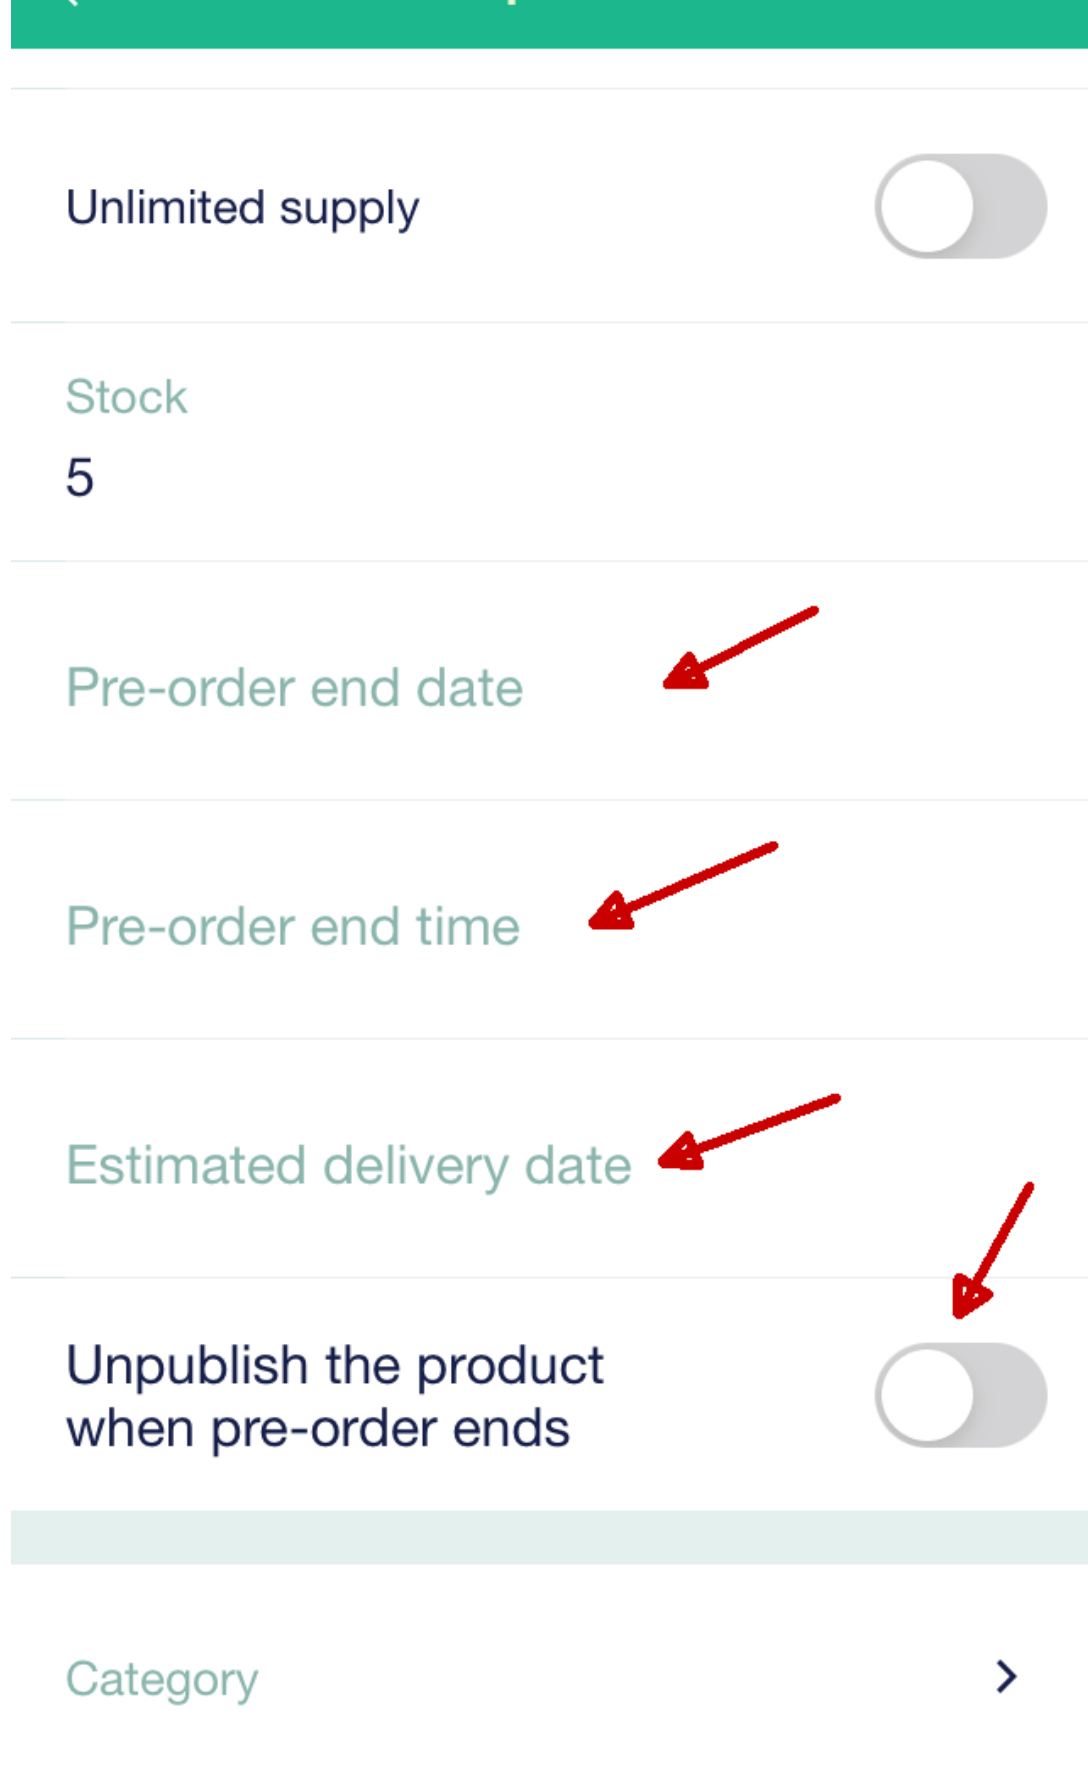 Unlimited supply
Stock
5
Pre-order end date
Pre-order end time
Estimated delivery date
Unpublish the product
when pre-order ends
Category